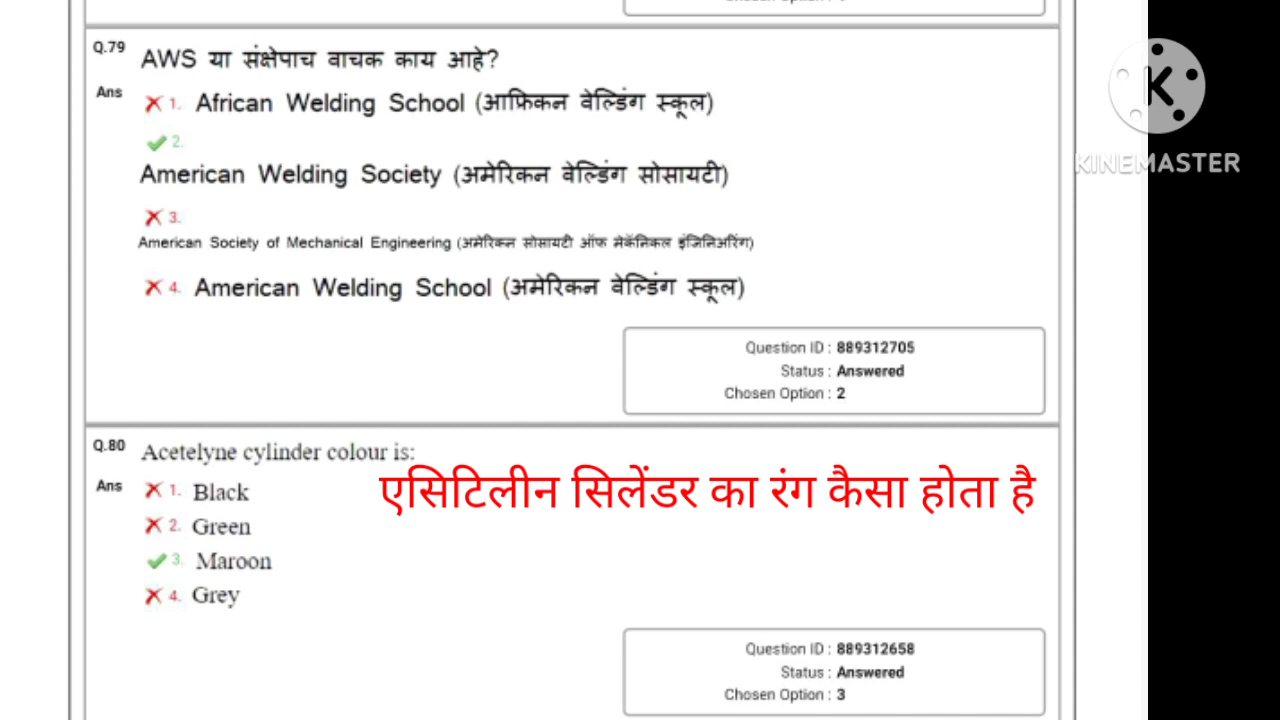 Q.79 AWS या संक्षेपाच वाचक काय आहे?
Ans 1. African Welding School (आफ्रिकन वेल्डिंग स्कूल)
2.
American Welding Society (अमेरिकन वेल्डिंग सोसायटी)
3.
American Society of Mechanical Engineering (अमेरिकन सोसायटी ऑफ मेकॅनिकल इंजिनिअरिंग)
4. American Welding School (अमेरिकन वेल्डिंग स्कूल)
Question ID : 889312705
Status : Answered
Chosen Option : 2
Q.80 Acetelyne cylinder colour is:
एसिटिलीन सिलेंडर का रंग कैसा होता है
Ans 1. Black
2. Green
3. Maroon
4. Grey
Question ID : 889312658
Status : Answered
Chosen Option : 3
KINEMASTER